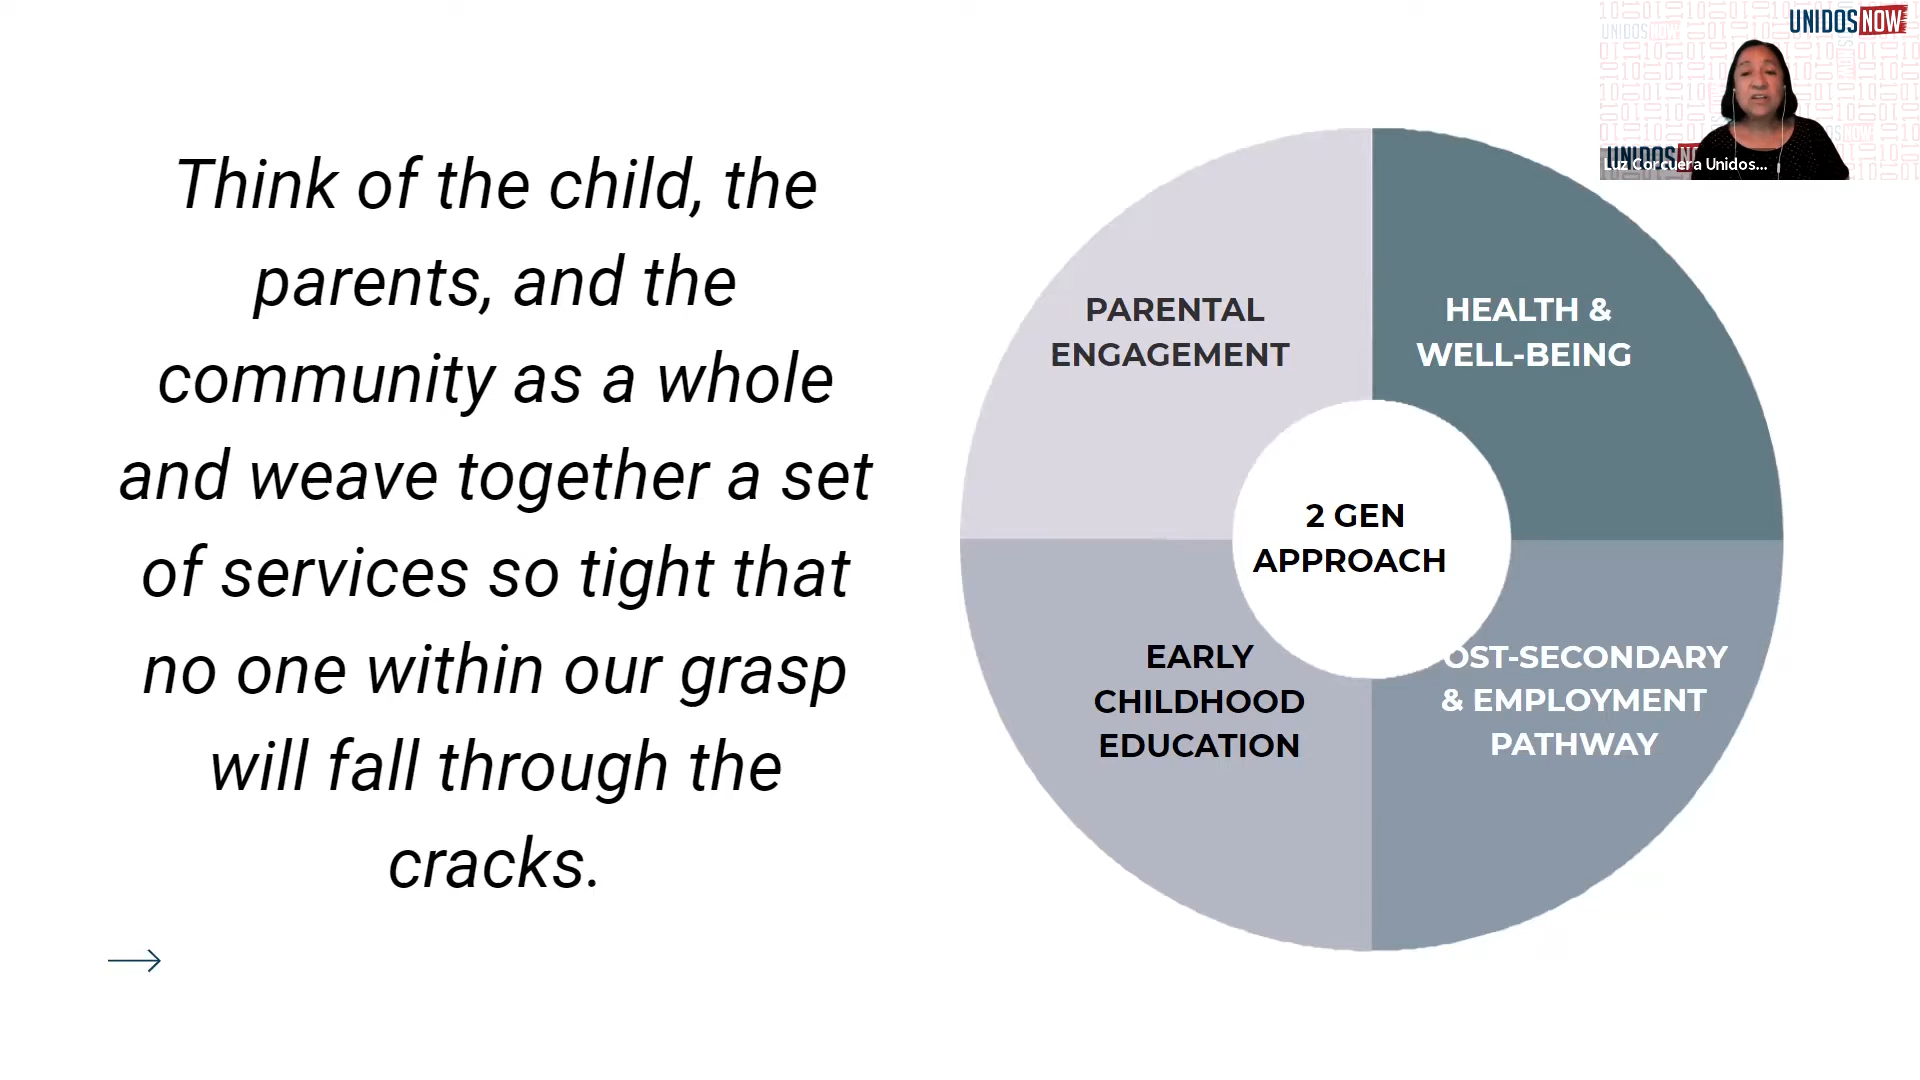 Think of the child, the
parents, and the
community as a whole
and weave together a set
of services so tight that
no one within our grasp
will fall through the
cracks.
PARENTAL
ENGAGEMENT
HEALTH &
WELL-BEING
2 GEN
APPROACH
EARLY
CHILDHOOD
EDUCATION
OST-SECONDARY
& EMPLOYMENT
PATHWAY
UNIDOSNOW
UNIDOS
UNIDOS N
Luz Corcuera Unidos...